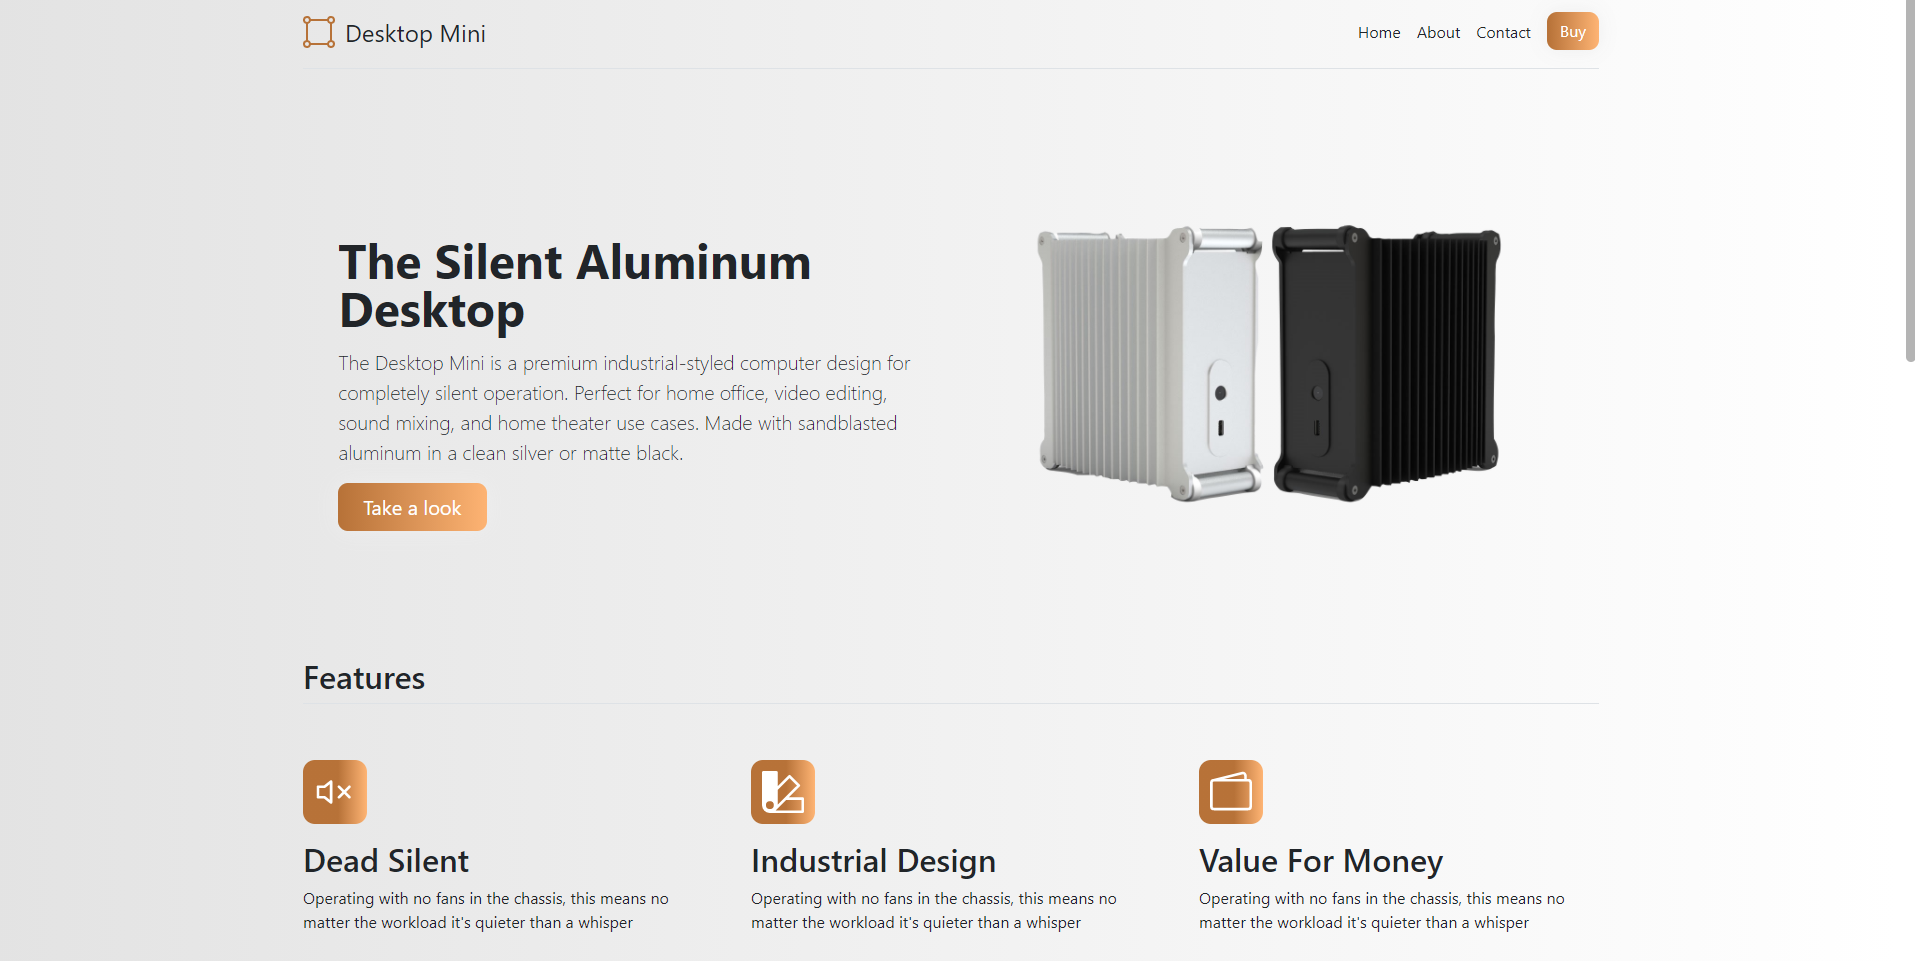 Desktop Mini
Home About Contact Buy
The Silent Aluminum
Desktop
The Desktop Mini is a premium industrial-styled computer design for
completely silent operation. Perfect for home office, video editing,
sound mixing, and home theater use cases. Made with sandblasted
aluminum in a clean silver or matte black.
Take a look
Features
Dead Silent
Operating with no fans in the chassis, this means no
matter the workload it's quieter than a whisper
Industrial Design
Operating with no fans in the chassis, this means no
matter the workload it's quieter than a whisper
Value For Money
Operating with no fans in the chassis, this means no
matter the workload it's quieter than a whisper